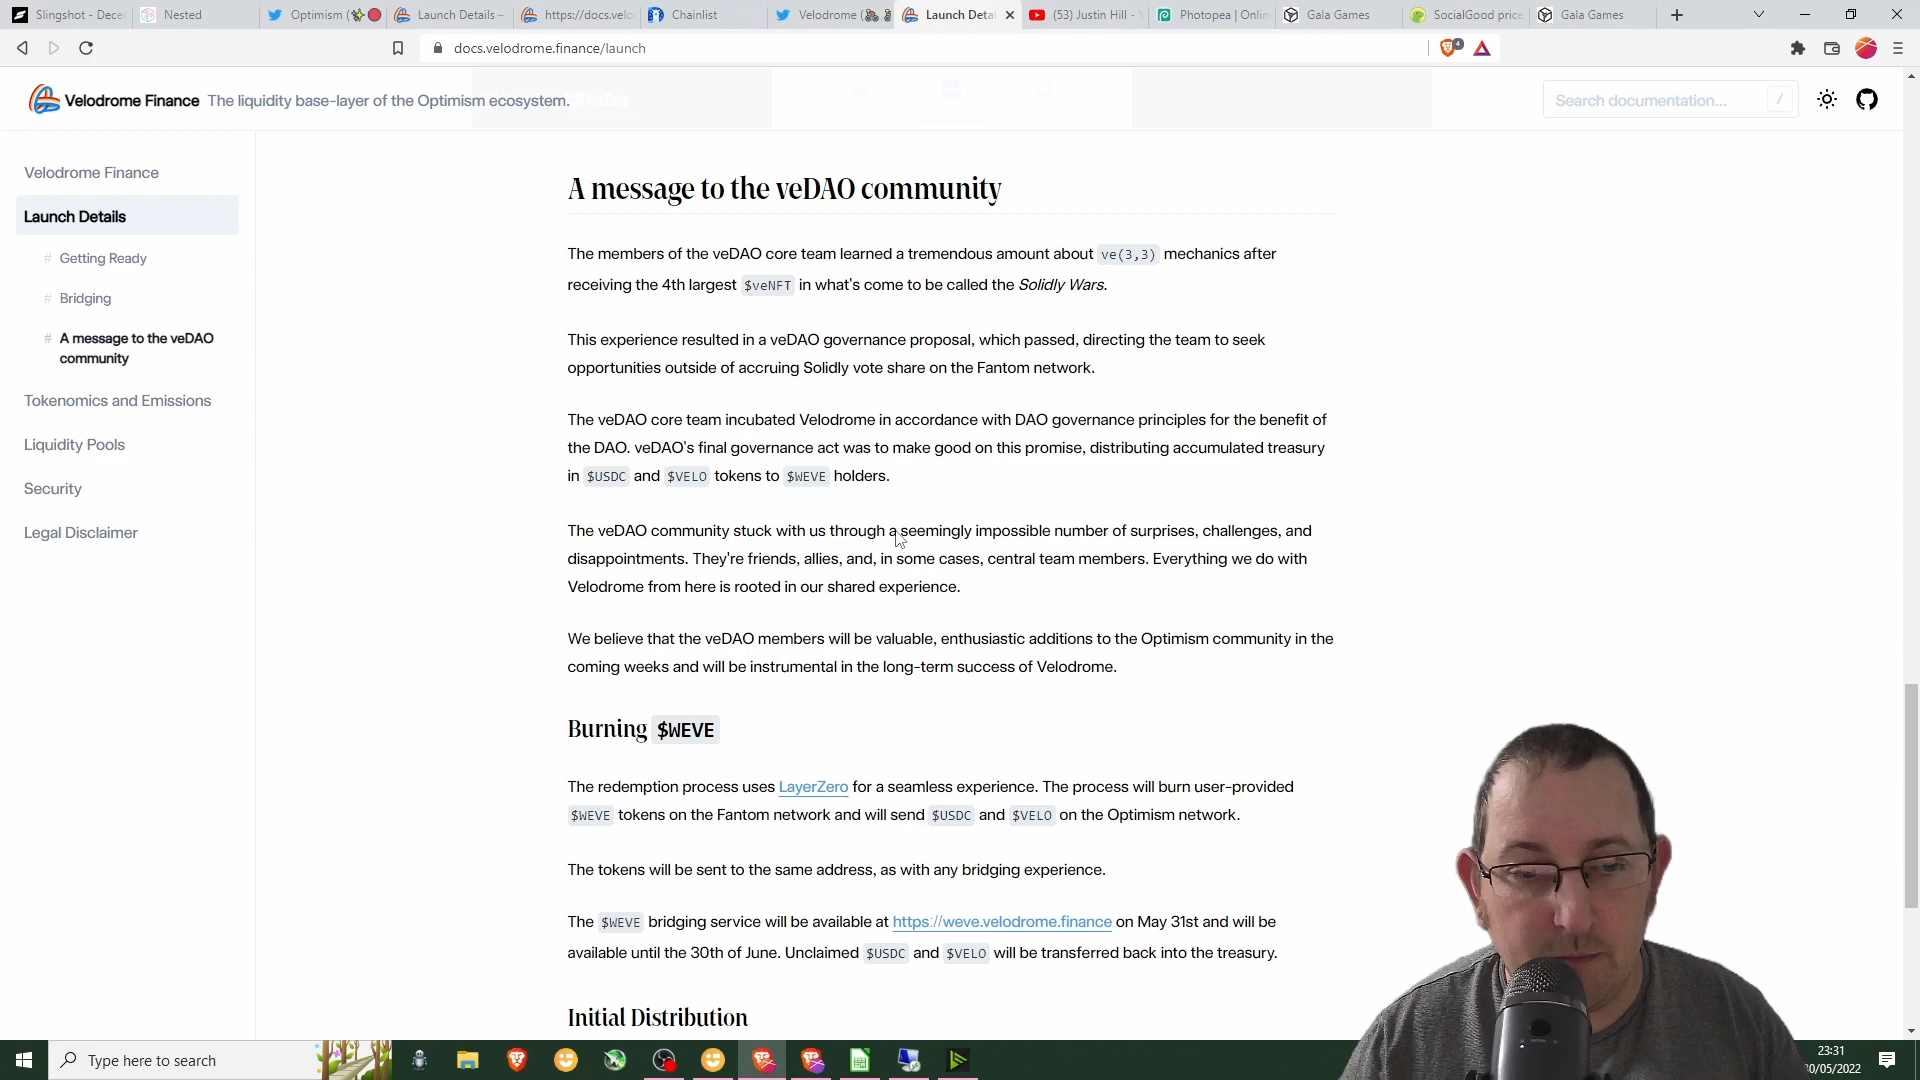 Slingshot - Dece
Nested
Optimism (
Launch Details –
https://docs.velo
Chainlist
Velodrome (
Launch Deta
(53) Justin Hill - Y
Photopea | Onlin
Gala Games
SocialGood price
Gala Games
docs.velodrome.finance/launch
4
Velodrome Finance The liquidity base-layer of the Optimism ecosystem.
Search documentation...
/
Velodrome Finance
Launch Details
# Getting Ready
# Bridging
# A message to the veDAO
community
Tokenomics and Emissions
Liquidity Pools
Security
Legal Disclaimer
A message to the veDAO community
The members of the veDAO core team learned a tremendous amount about ve(3,3) mechanics after
receiving the 4th largest $veNFT in what's come to be called the Solidly Wars.
This experience resulted in a veDAO governance proposal, which passed, directing the team to seek
opportunities outside of accruing Solidly vote share on the Fantom network.
The veDAO core team incubated Velodrome in accordance with DAO governance principles for the benefit of
the DAO. veDAO's final governance act was to make good on this promise, distributing accumulated treasury
in $USDC and $VELO tokens to $WEVE holders.
The veDAO community stuck with us through a seemingly impossible number of surprises, challenges, and
disappointments. They're friends, allies, and, in some cases, central team members. Everything we do with
Velodrome from here is rooted in our shared experience.
We believe that the veDAO members will be valuable, enthusiastic additions to the Optimism community in the
coming weeks and will be instrumental in the long-term success of Velodrome.
Burning $WEVE
The redemption process uses LayerZero for a seamless experience. The process will burn user-provided
$WEVE tokens on the Fantom network and will send $USDC and $VELO on the Optimism network.
The tokens will be sent to the same address, as with any bridging experience.
The $WEVE bridging service will be available at https://weve.velodrome.finance on May 31st and will be
available until the 30th of June. Unclaimed $USDC and $VELO will be transferred back into the treasury.
Initial Distribution
Type here to search
23:31
0/05/2022